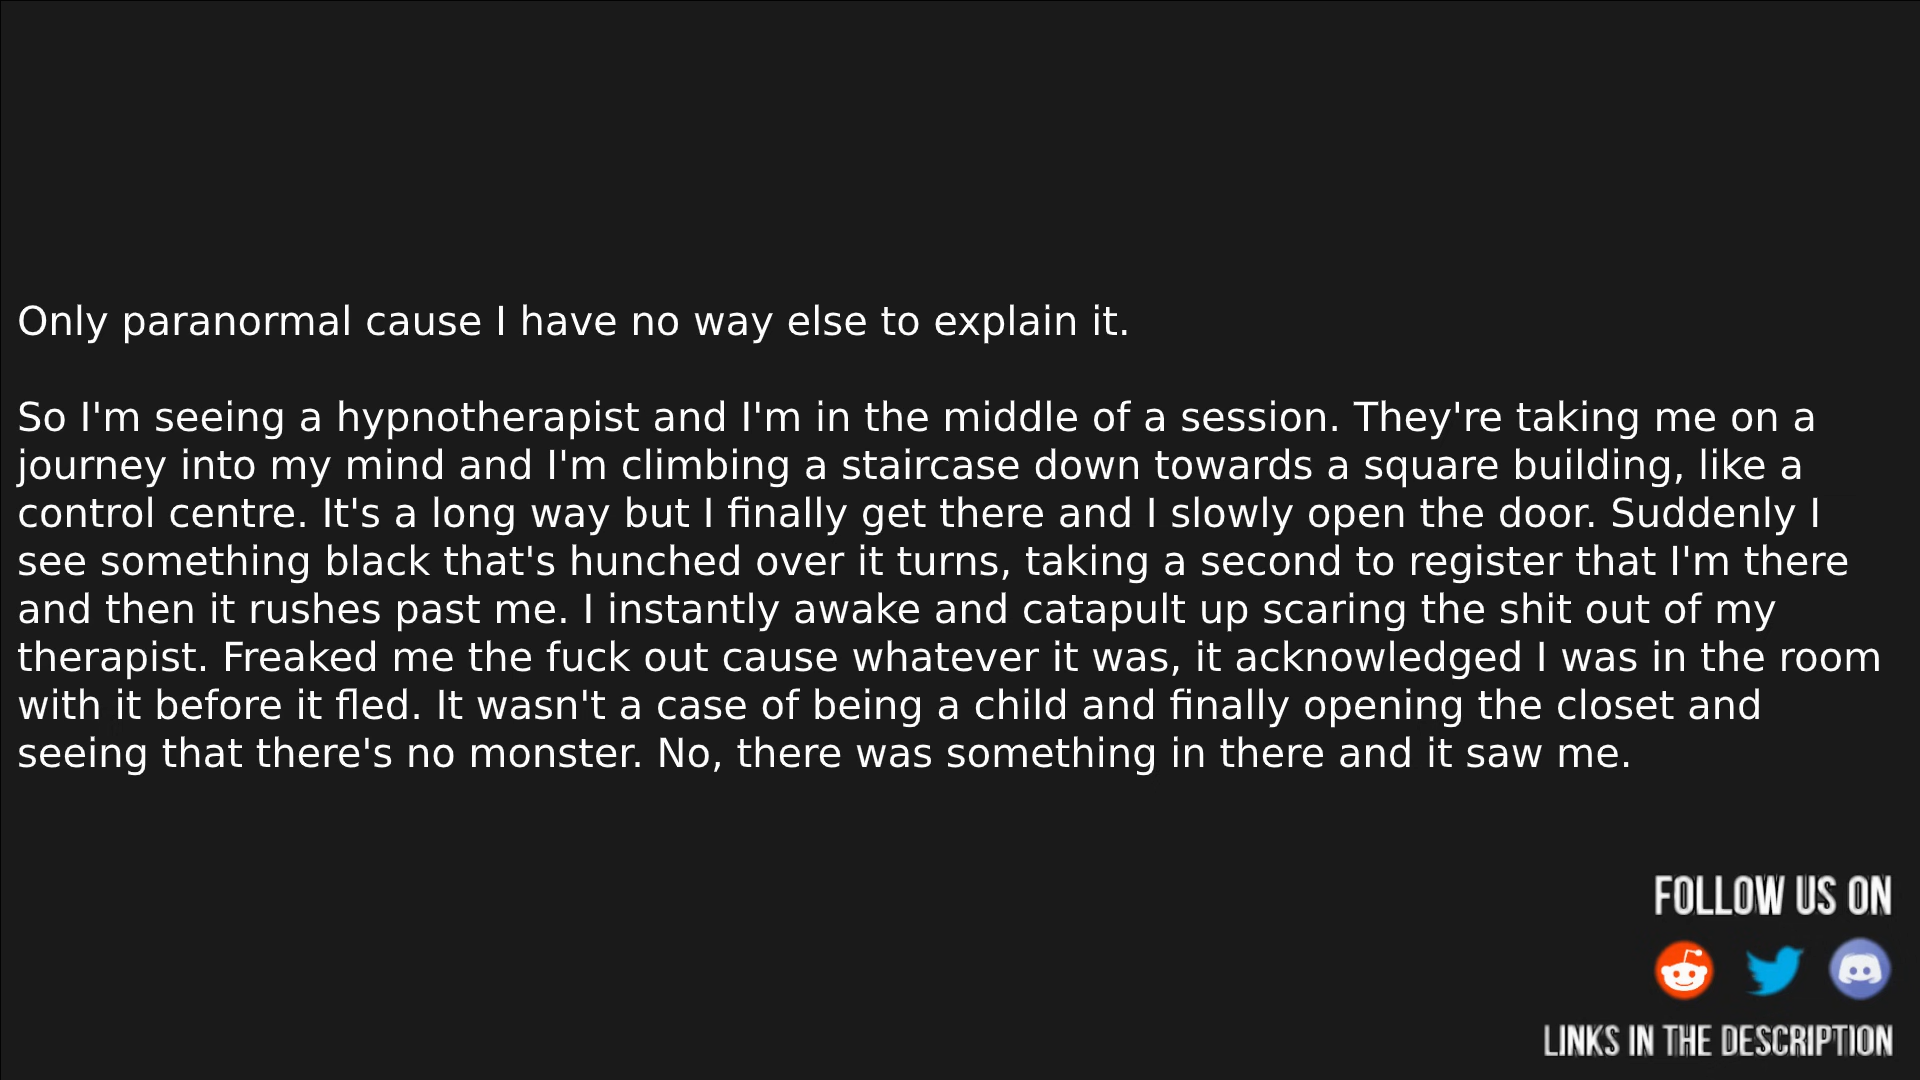 Only paranormal cause I have no way else to explain it.
So I'm seeing a hypnotherapist and I'm in the middle of a session. They're taking me on a
journey into my mind and I'm climbing a staircase down towards a square building, like a
control centre. It's a long way but I finally get there and I slowly open the door. Suddenly I
see something black that's hunched over it turns, taking a second to register that I'm there
and then it rushes past me. I instantly awake and catapult up scaring the shit out of my
therapist. Freaked me the fuck out cause whatever it was, it acknowledged I was in the room
with it before it fled. It wasn't a case of being a child and finally opening the closet and
seeing that there's no monster. No, there was something in there and it saw me.
FOLLOW US ON
LINKS IN THE DESCRIPTION